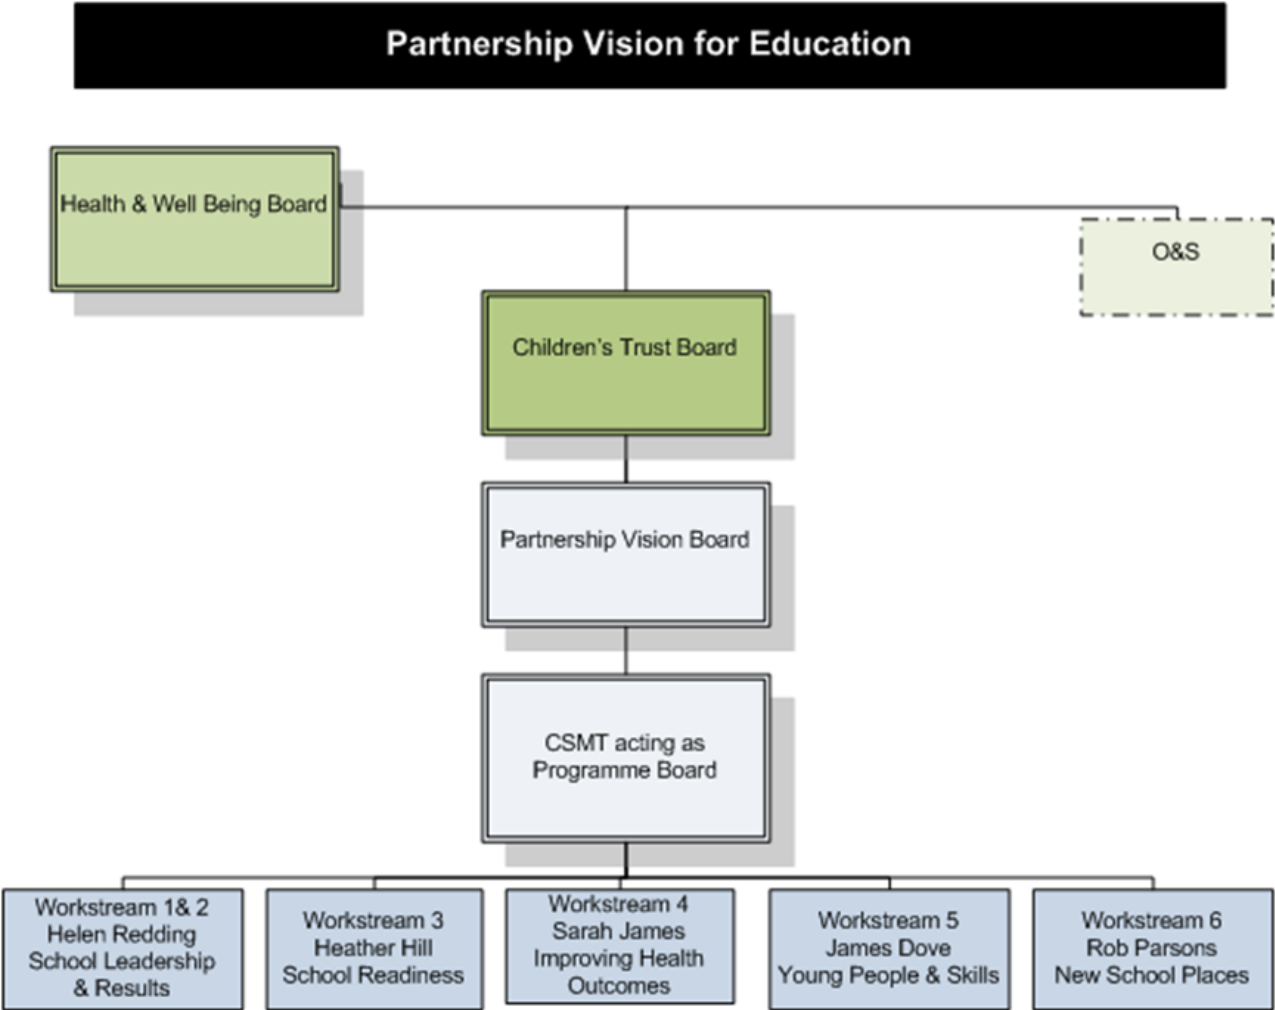 Partnership Vision for Education
Health & Well Being Board
O&S
Children's Trust Board
Partnership Vision Board
CSMT acting as
Programme Board
Workstream 1& 2
Helen Redding
School Leadership
& Results
Workstream 3
Heather Hill
School Readiness
Workstream 4
Sarah James
Improving Health
Outcomes
Workstream 5
James Dove
Young People & Skills
Workstream 6
Rob Parsons
New School Places